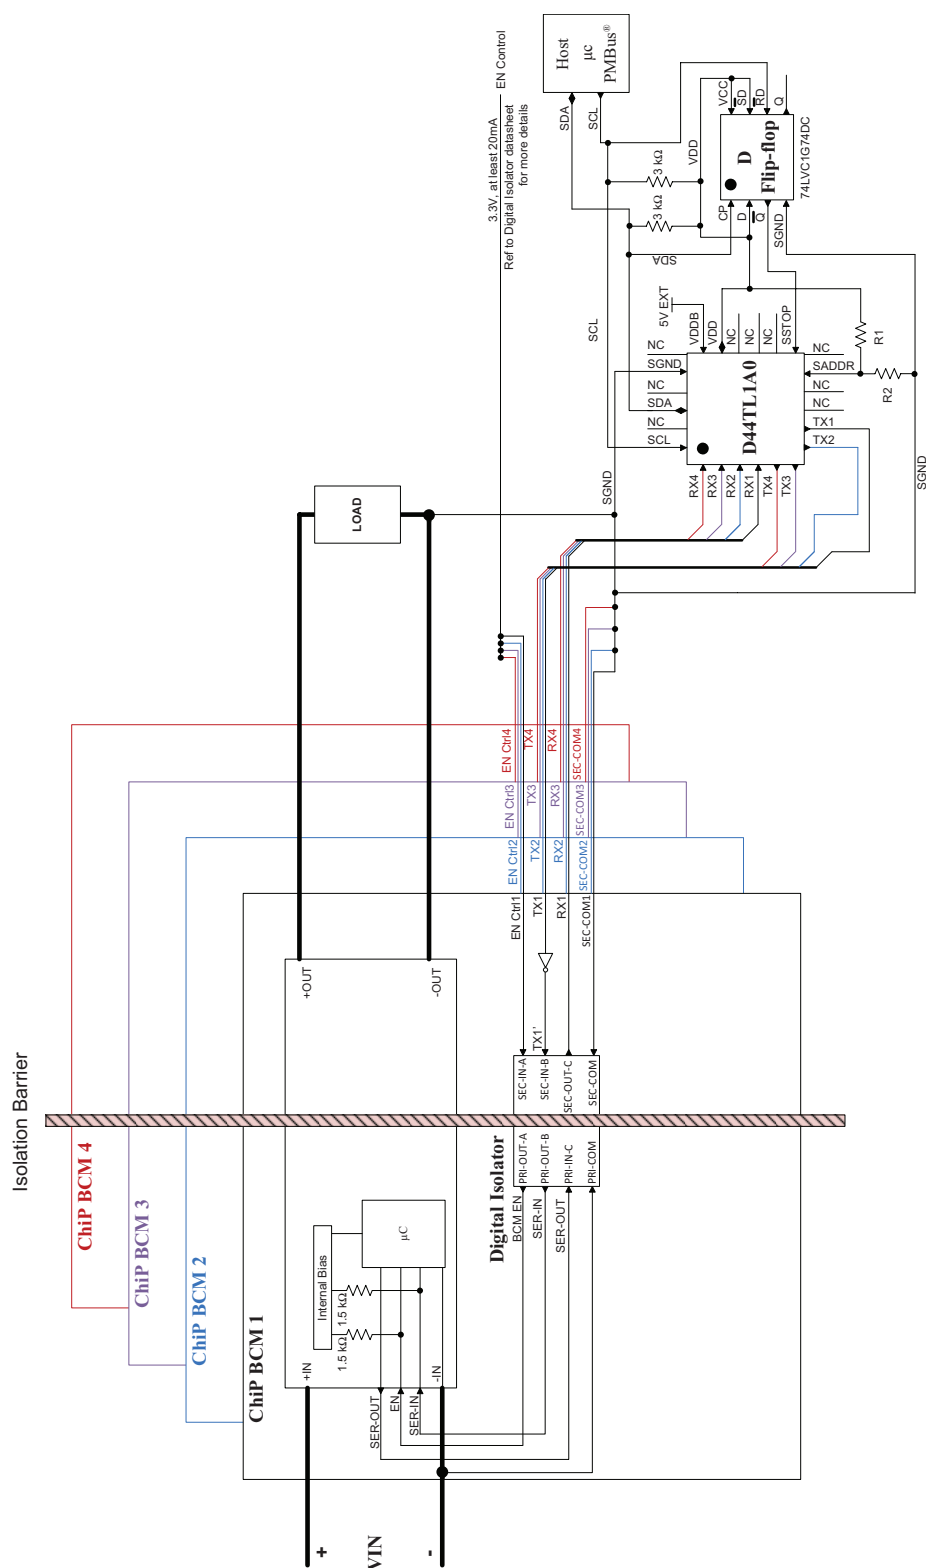 Isolation Barrier
ChiP BCM 4
ChiP BCM 3
ChiP BCM 2
ChiP BCM 1
VIN
+
-
+IN
-IN
SER-OUT
EN
SER-IN
Internal Bias
1.5 kΩ
1.5 kΩ
µC
+OUT
-OUT
LOAD
Digital Isolator
BCM EN
SER-IN
SER-OUT
PRI-OUT-A
PRI-OUT-B
PRI-IN-C
PRI-COM
SEC-IN-A
SEC-IN-B
SEC-OUT-C
SEC-COM
TX1'
EN Ctrl1
TX1
RX1
SEC-COM1
EN Ctrl2
TX2
RX2
SEC-COM2
EN Ctrl3
TX3
RX3
SEC-COM3
EN Ctrl4
TX4
RX4
SEC-COM4
3.3V, at least 20mA
EN Control
Ref to Digital Isolator datasheet
for more details
Host
µc
PMBus®
SDA
SCL
3 kΩ
3 kΩ
VDD
SDA
SCL
SGND
SGND
5V EXT
D44TL1A0
NC
SGND
NC
SDA
NC
SCL
VDDB
VDD
NC
NC
NC
SSTOP
RX4
RX3
RX2
RX1
TX4
TX3
NC
SADDR
NC
NC
TX1
TX2
R1
R2
D
Flip-flop
74LVC1G74DC
VCC
SD
RD
Q
CP
D
Q
SGND